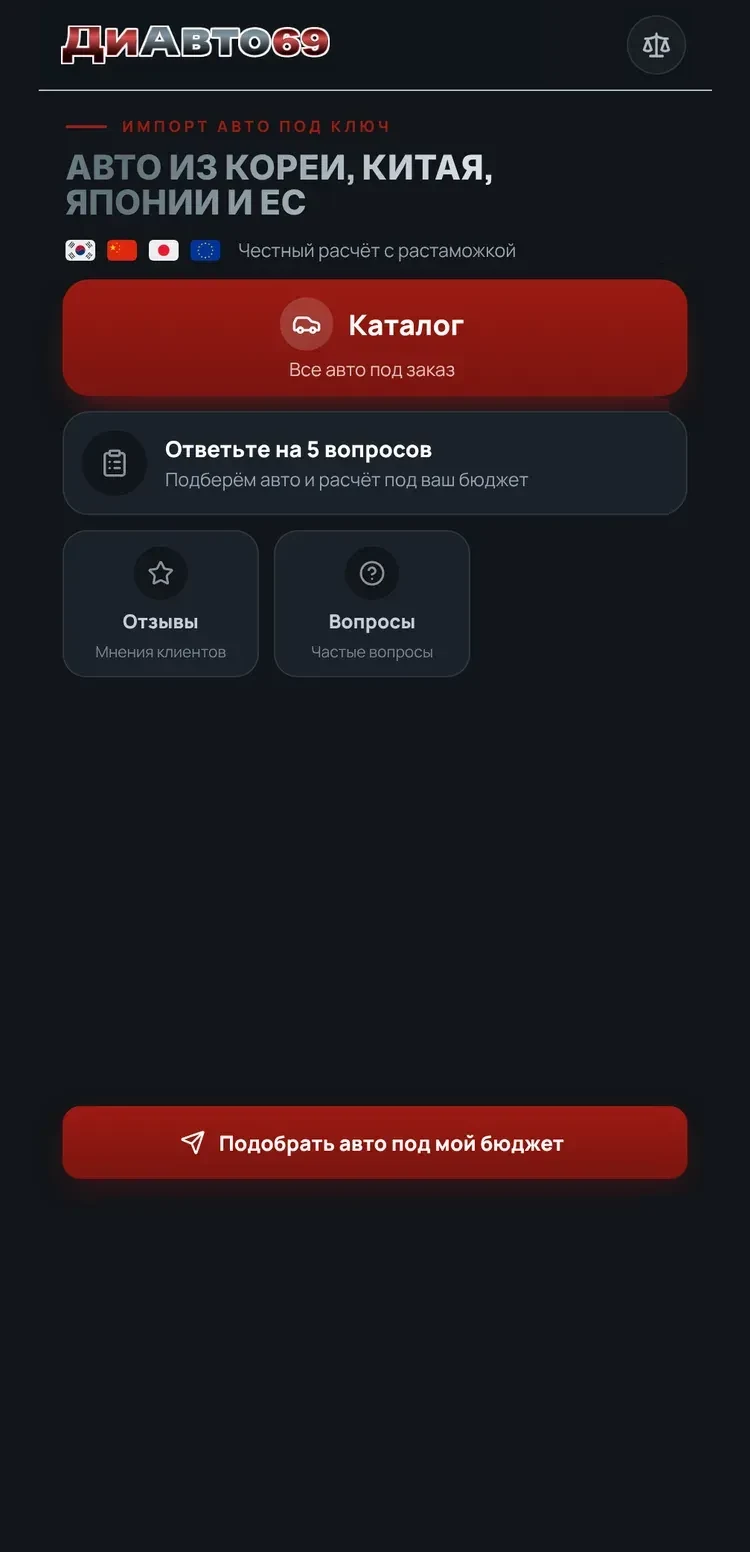 ДиАвто69
ИМПОРТ АВТО ПОД КЛЮЧ
АВТО ИЗ КОРЕИ, КИТАЯ,
ЯПОНИИ И ЕС
Честный расчёт с растаможкой
Каталог
Все авто под заказ
Ответьте на 5 вопросов
Подберём авто и расчёт под ваш бюджет
Отзывы
Мнения клиентов
Вопросы
Частые вопросы
Подобрать авто под мой бюджет